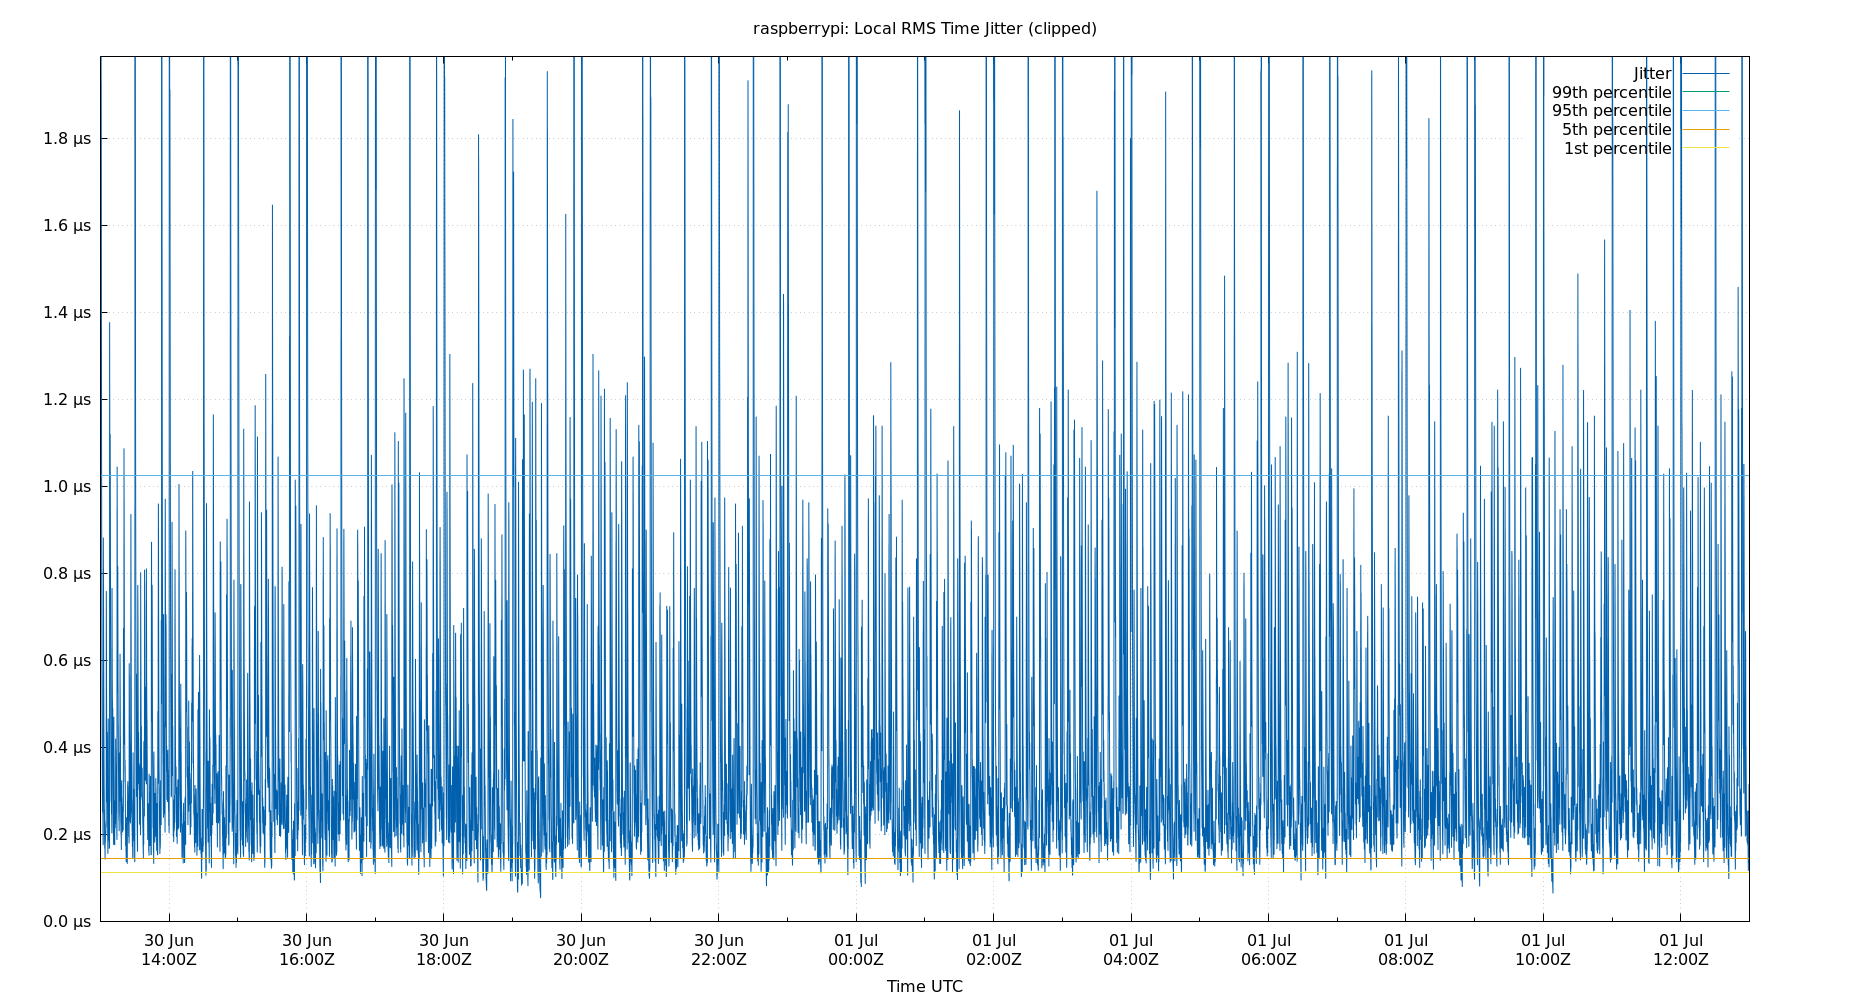 raspberrypi: Local RMS Time Jitter (clipped)
Jitter
99th percentile
95th percentile
5th percentile
1st percentile
1.8 µs
1.6 µs
1.4 µs
1.2 µs
1.0 µs
0.8 µs
0.6 µs
0.4 µs
0.2 µs
0.0 µs
30 Jun 30 Jun 30 Jun 30 Jun 30 Jun 01 Jul 01 Jul 01 Jul 01 Jul 01 Jul 01 Jul 01 Jul
14:00Z 16:00Z 18:00Z 20:00Z 22:00Z 00:00Z 02:00Z 04:00Z 06:00Z 08:00Z 10:00Z 12:00Z
Time UTC